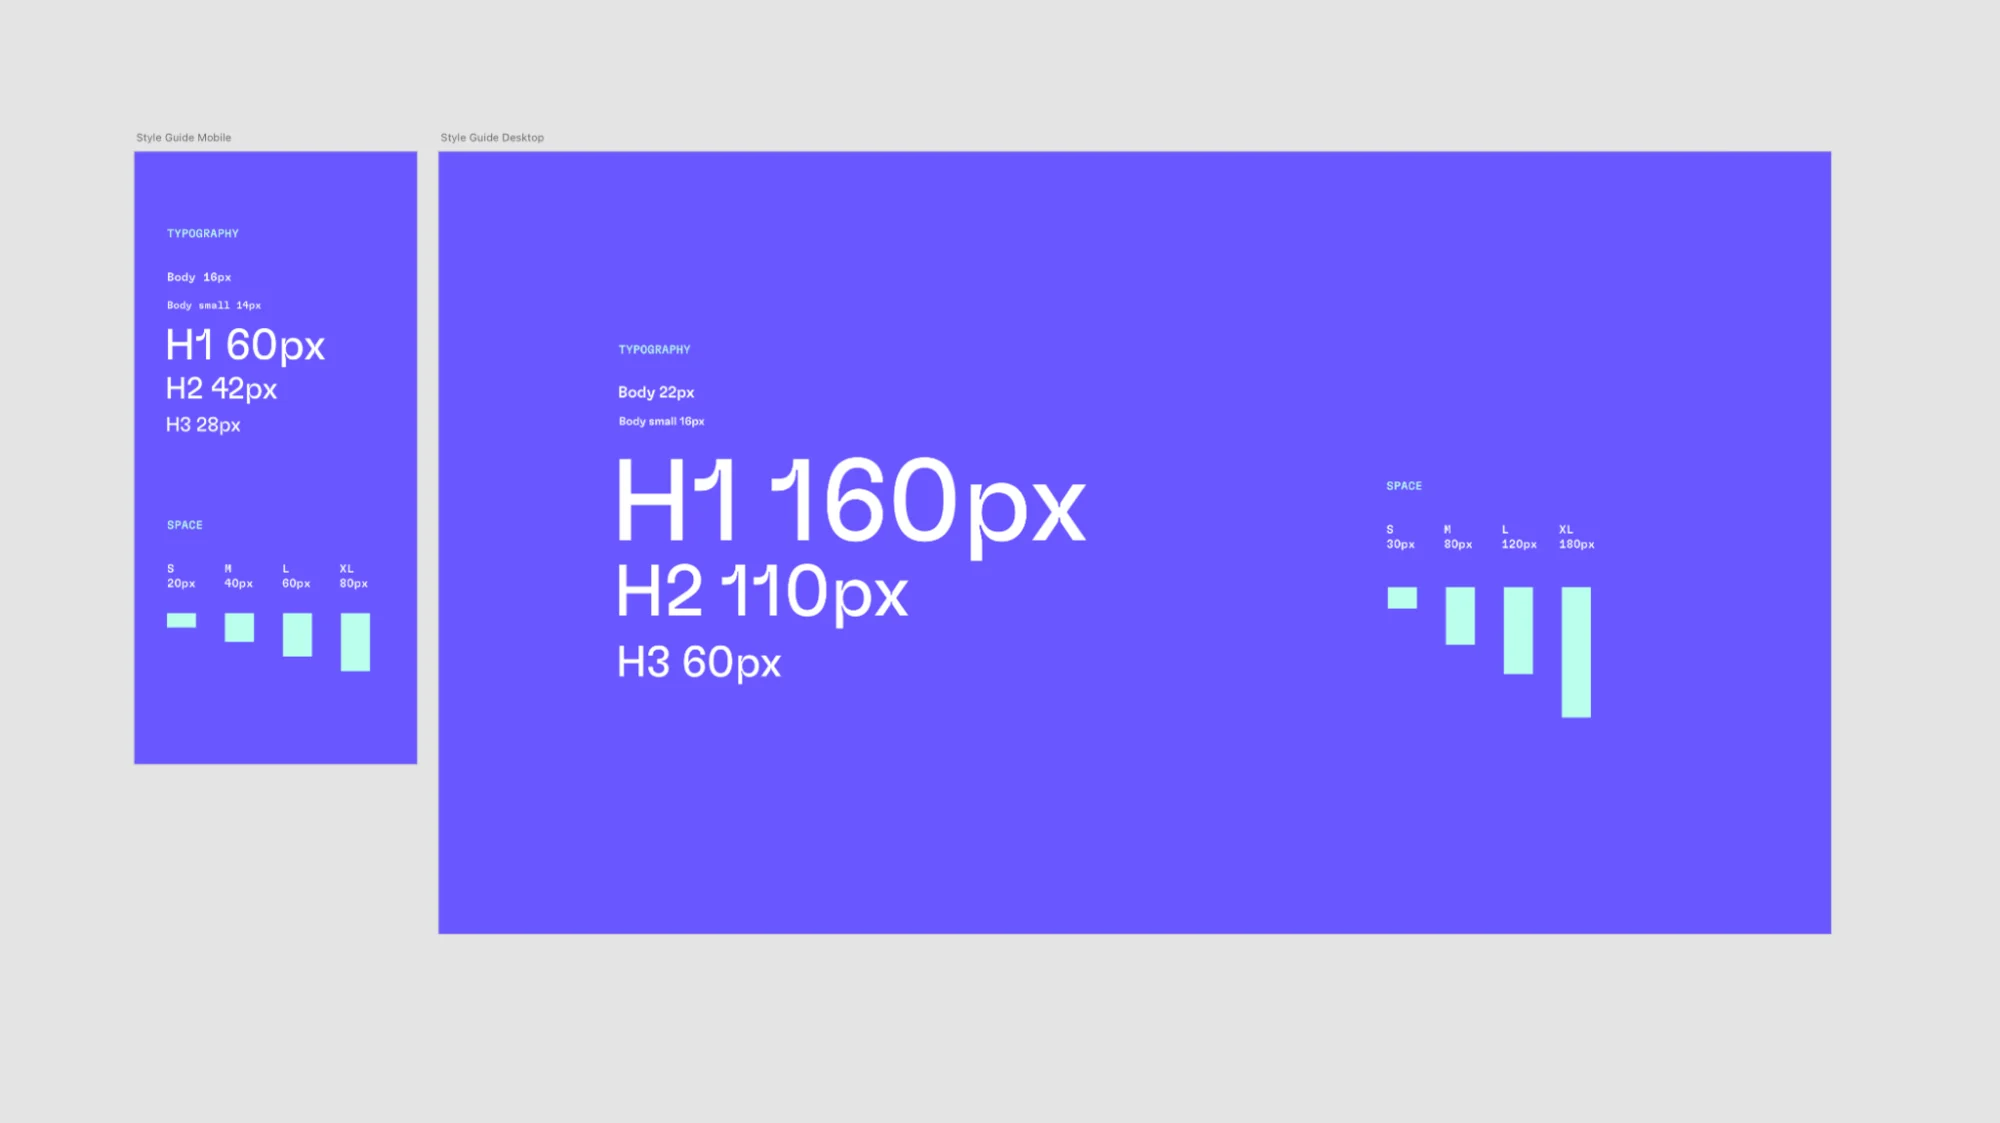 Style Guide Mobile
TYPOGRAPHY
Body 16px
Body small 14px
H1 60px
H2 42px
H3 28px
SPACE
S M L XL
20px 40px 60px 80px
Style Guide Desktop
TYPOGRAPHY
Body 22px
Body small 16px
H1 160px
H2 110px
H3 60px
SPACE
S M L XL
30px 80px 120px 180px